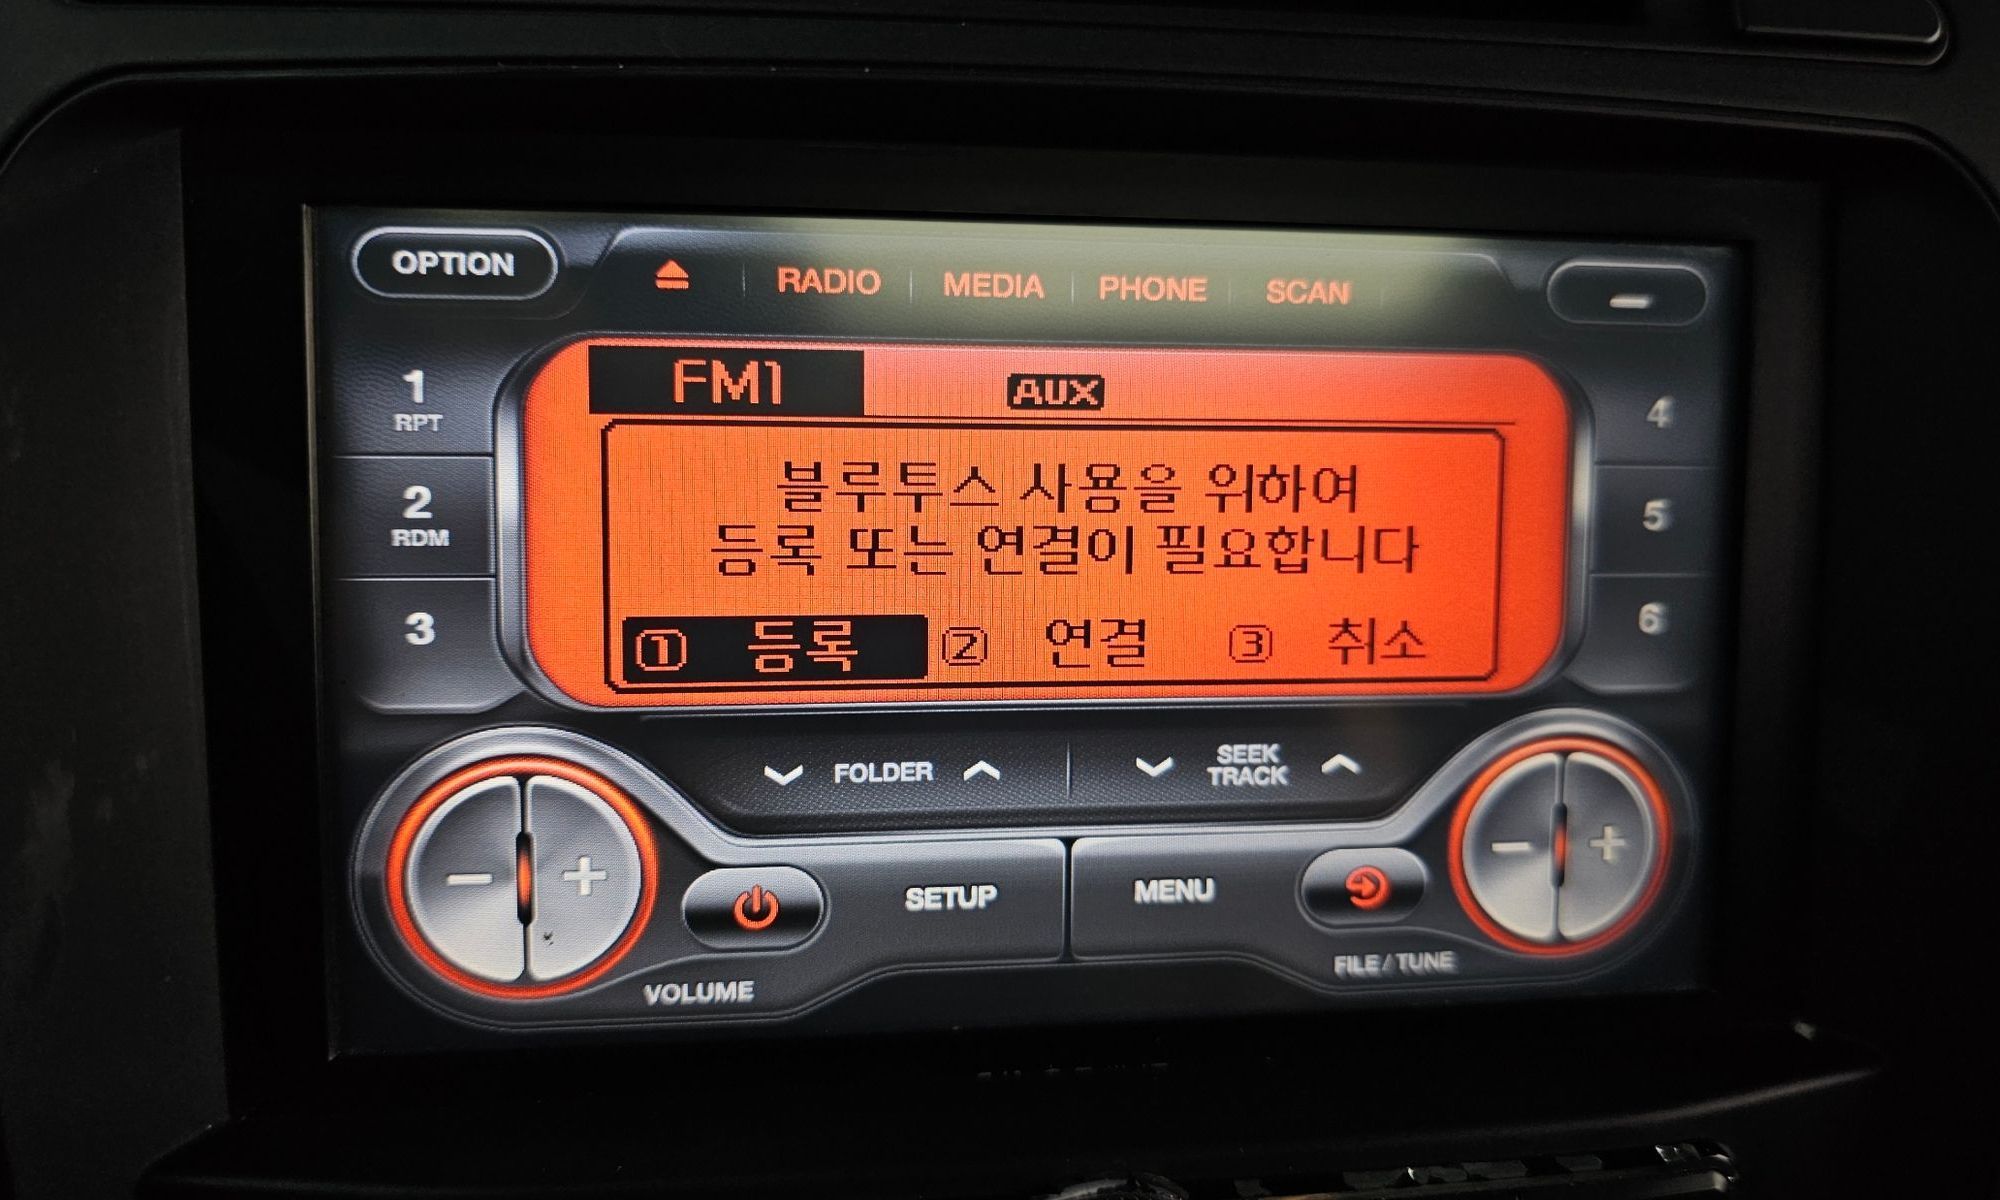 OPTION
RADIO MEDIA PHONE SCAN
FM1 AUX
1
RPT
2
RDM
3
블루투스 사용을 위하여
등록 또는 연결이 필요합니다
① 등록 ② 연결 ③ 취소
4
5
6
FOLDER
SEEK
TRACK
SETUP
MENU
VOLUME
FILE / TUNE